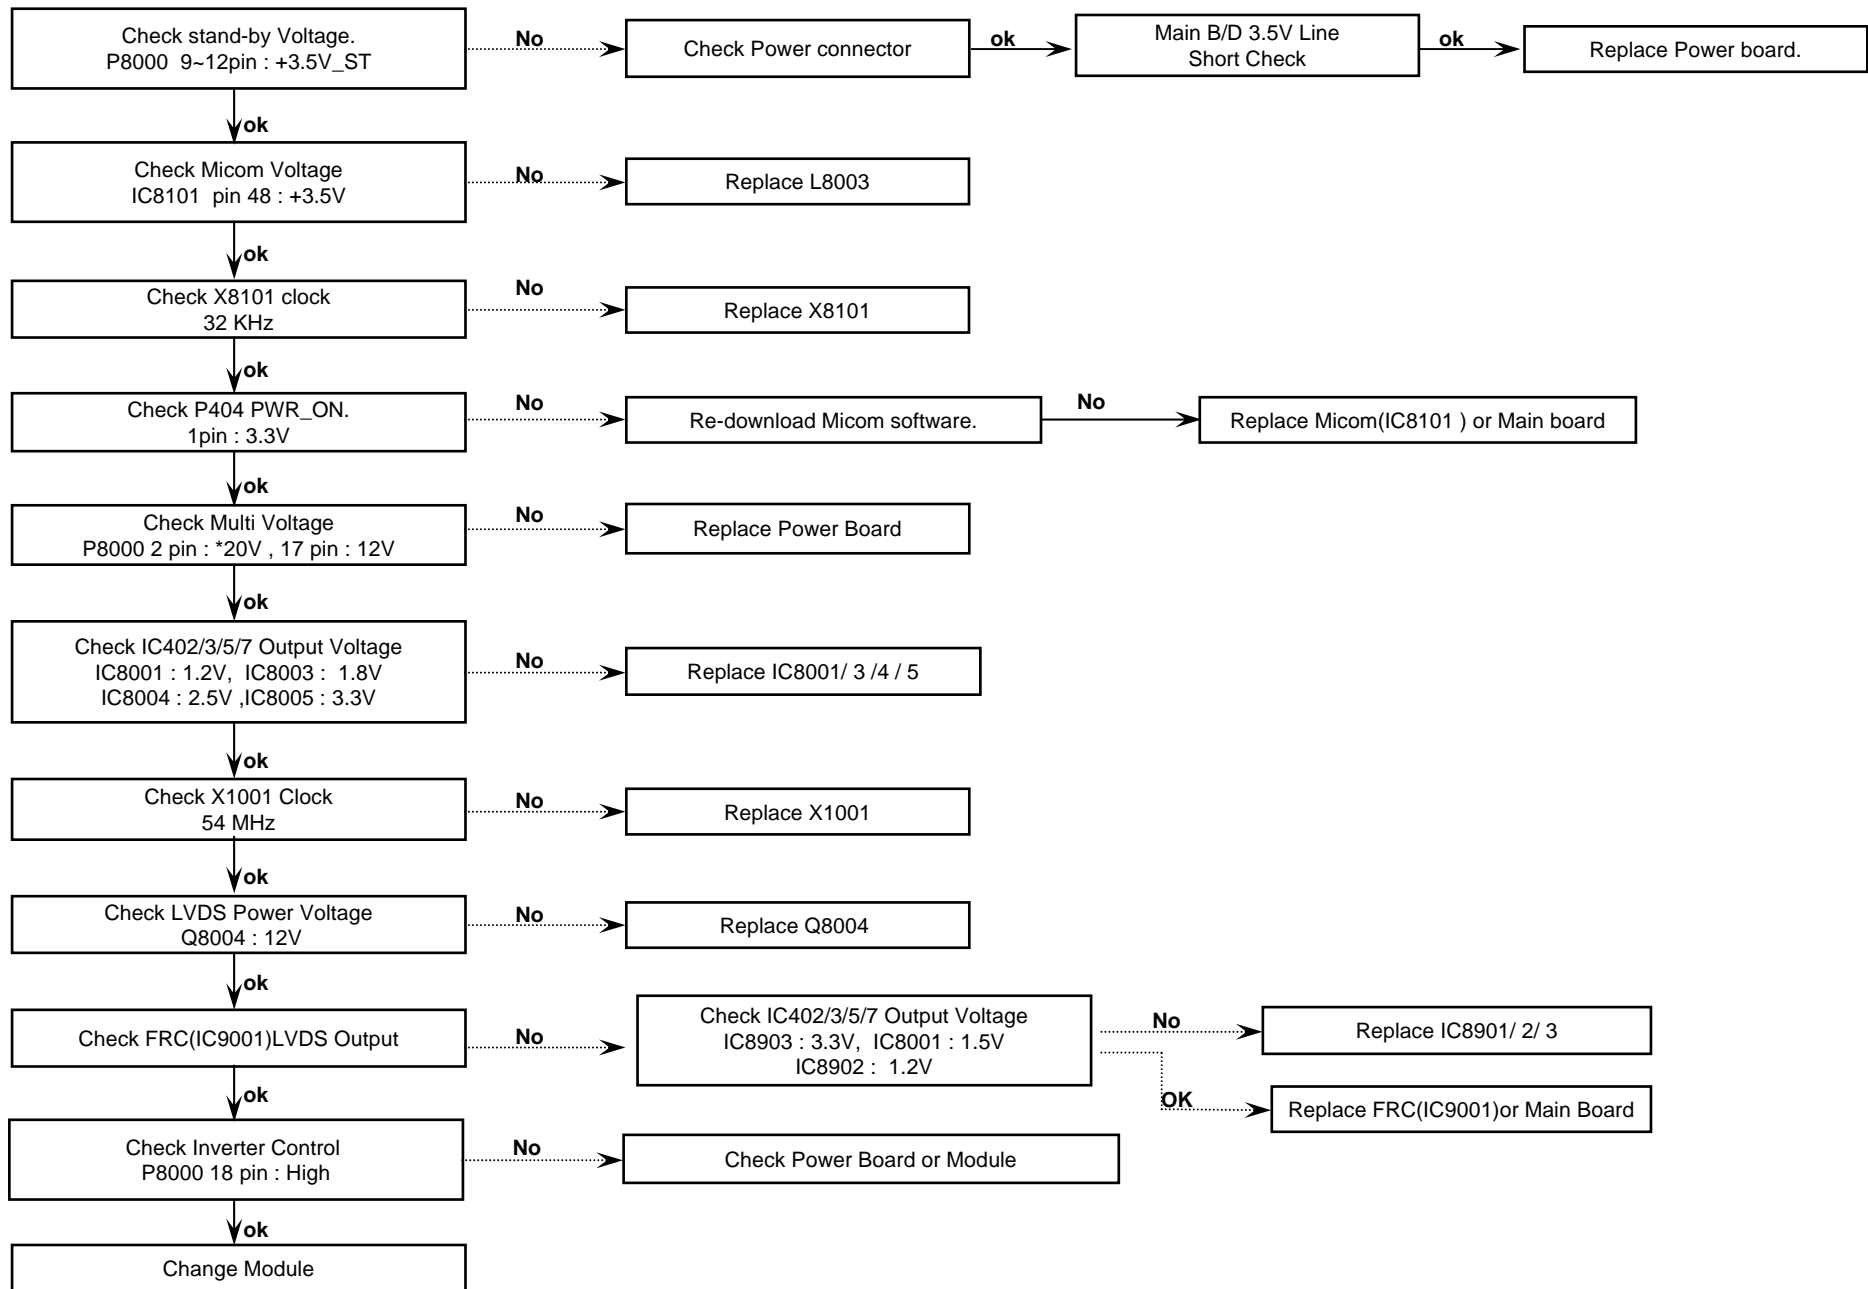 Check stand-by Voltage.
P8000 9~12pin : +3.5V_ST
No
Check Power connector
ok
Main B/D 3.5V Line
Short Check
ok
Replace Power board.
ok
Check Micom Voltage
IC8101 pin 48 : +3.5V
No
Replace L8003
ok
Check X8101 clock
32 KHz
No
Replace X8101
ok
Check P404 PWR_ON.
1pin : 3.3V
No
Re-download Micom software.
No
Replace Micom(IC8101 ) or Main board
ok
Check Multi Voltage
P8000 2 pin : *20V , 17 pin : 12V
No
Replace Power Board
ok
Check IC402/3/5/7 Output Voltage
IC8001 : 1.2V, IC8003 : 1.8V
IC8004 : 2.5V ,IC8005 : 3.3V
No
Replace IC8001/ 3 /4 / 5
ok
Check X1001 Clock
54 MHz
No
Replace X1001
ok
Check LVDS Power Voltage
Q8004 : 12V
No
Replace Q8004
ok
Check FRC(IC9001)LVDS Output
No
Check IC402/3/5/7 Output Voltage
IC8903 : 3.3V, IC8001 : 1.5V
IC8902 : 1.2V
No
Replace IC8901/ 2/ 3
OK
Replace FRC(IC9001)or Main Board
ok
Check Inverter Control
P8000 18 pin : High
No
Check Power Board or Module
ok
Change Module